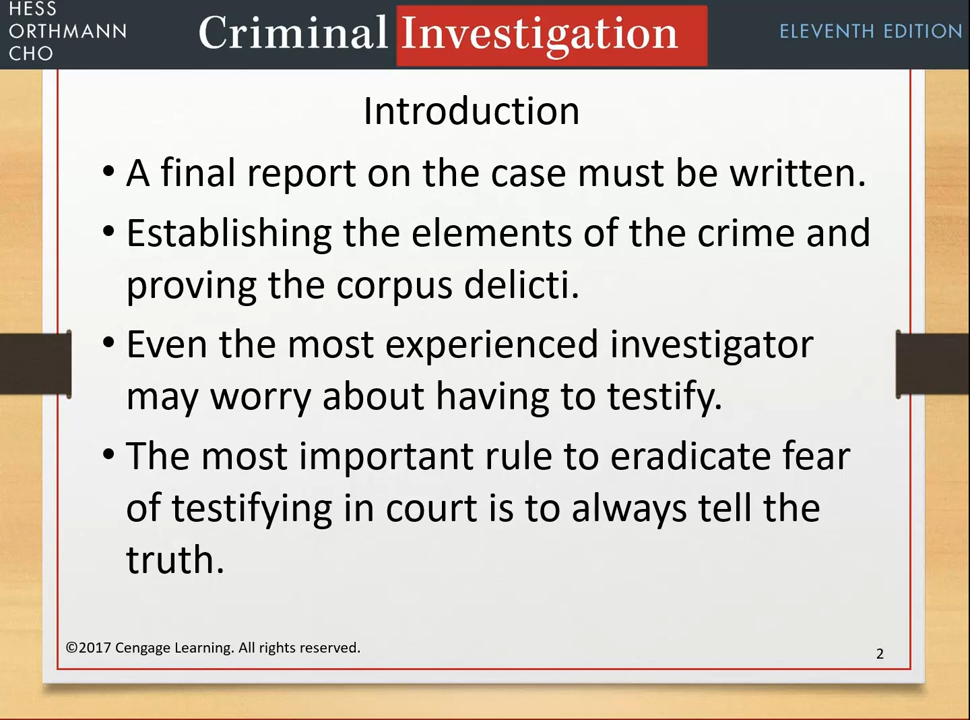 HESS
ORTHMANN
CHO
Criminal Investigation
ELEVENTH EDITION
Introduction
• A final report on the case must be written.
• Establishing the elements of the crime and
proving the corpus delicti.
• Even the most experienced investigator
may worry about having to testify.
• The most important rule to eradicate fear
of testifying in court is to always tell the
truth.
©2017 Cengage Learning. All rights reserved.
2